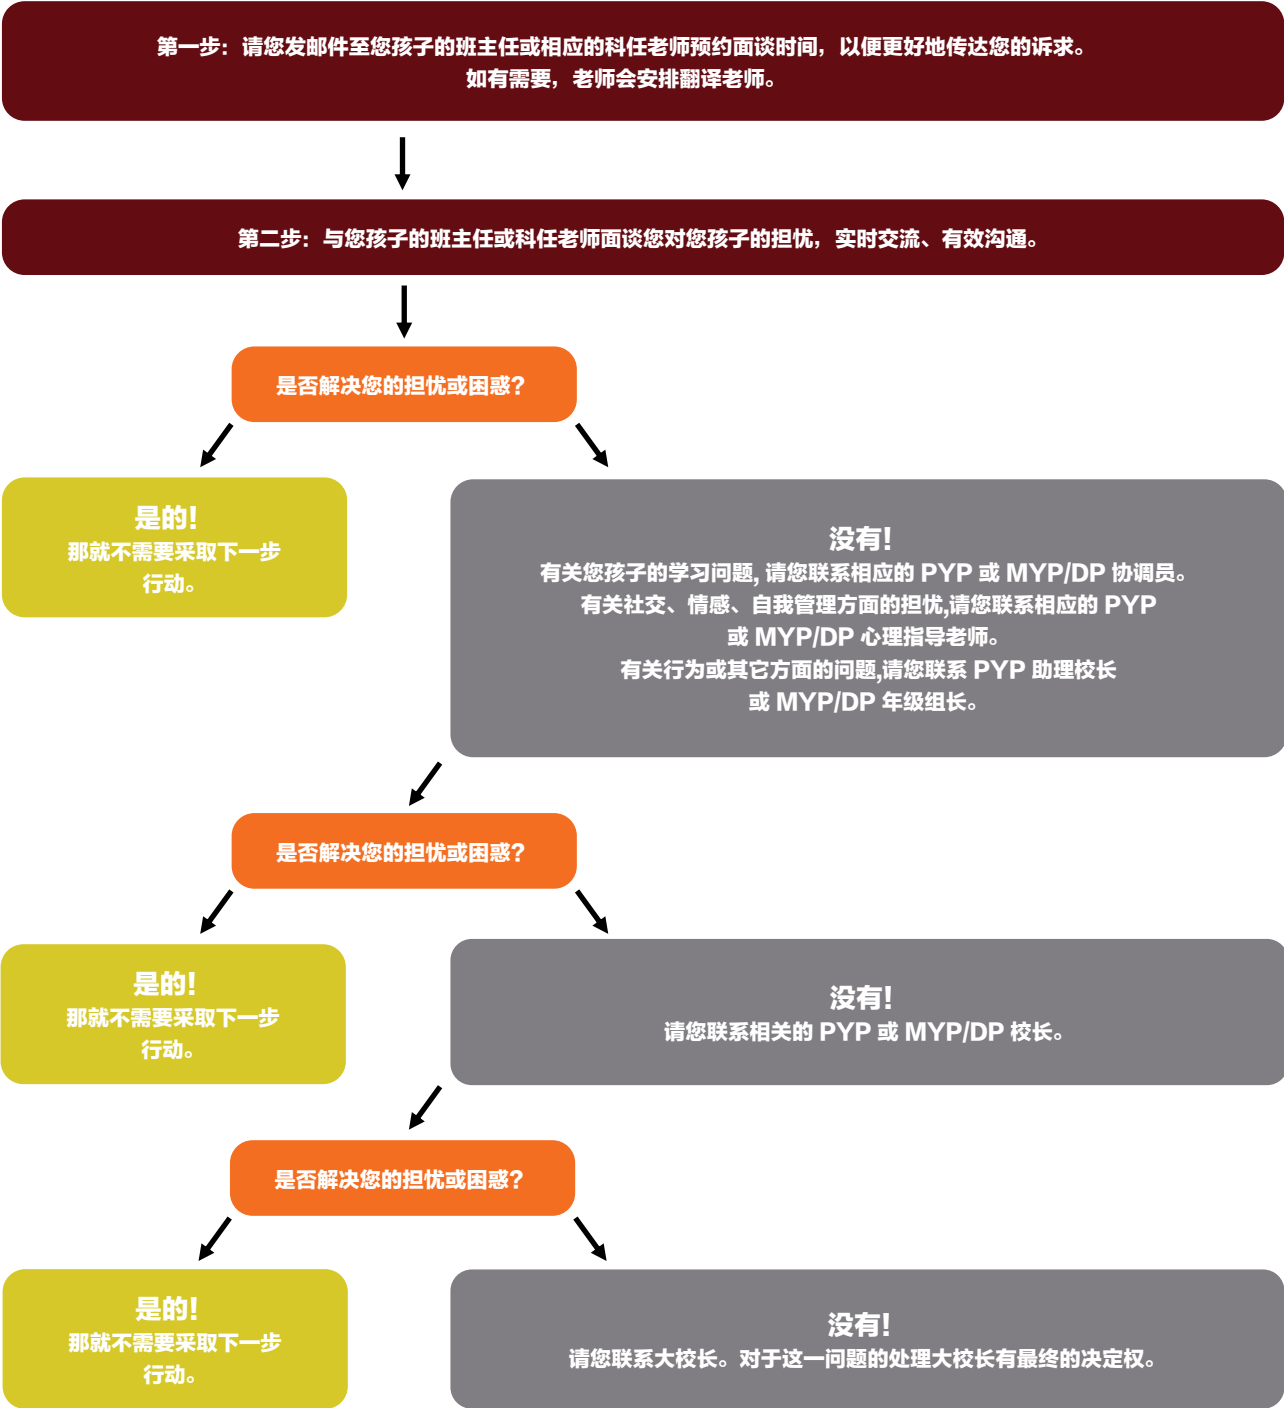 第一步：请您发邮件至您孩子的班主任或相应的科任老师预约面谈时间，以便更好地传达您的诉求。
如有需要，老师会安排翻译老师。
第二步：与您孩子的班主任或科任老师面谈您对您孩子的担忧，实时交流、有效沟通。
是否解决您的担忧或困惑？
是的！
那就不需要采取下一步
行动。
没有！
有关您孩子的学习问题, 请您联系相应的 PYP 或 MYP/DP 协调员。
有关社交、情感、自我管理方面的担忧,请您联系相应的 PYP
或 MYP/DP 心理指导老师。
有关行为或其它方面的问题,请您联系 PYP 助理校长
或 MYP/DP 年级组长。
是否解决您的担忧或困惑？
是的！
那就不需要采取下一步
行动。
没有！
请您联系相关的 PYP 或 MYP/DP 校长。
是否解决您的担忧或困惑？
是的！
那就不需要采取下一步
行动。
没有！
请您联系大校长。对于这一问题的处理大校长有最终的决定权。